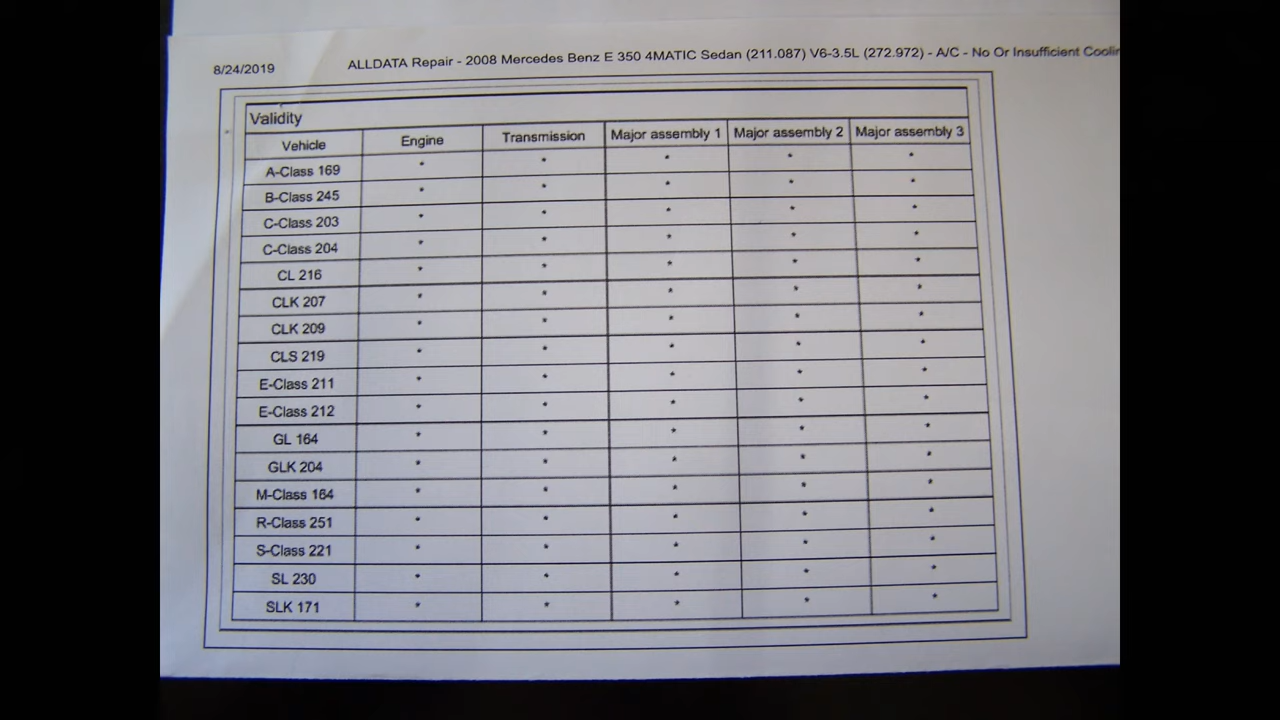 8/24/2019 ALLDATA Repair - 2008 Mercedes Benz E 350 4MATIC Sedan (211.087) V6-3.5L (272.972) - A/C - No Or Insufficient
Validity
Vehicle Engine Transmission Major assembly 1 Major assembly 2 Major assembly 3
A-Class 169 * * * * *
B-Class 245 * * * * *
C-Class 203 * * * * *
C-Class 204 * * * * *
CL 216 * * * * *
CLK 207 * * * * *
CLK 209 * * * * *
CLS 219 * * * * *
E-Class 211 * * * * *
E-Class 212 * * * * *
GL 164 * * * * *
GLK 204 * * * * *
M-Class 164 * * * * *
R-Class 251 * * * * *
S-Class 221 * * * * *
SL 230 * * * * *
SLK 171 * * * * *